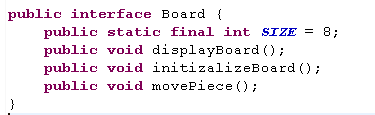 public interface Board {
    public static final int SIZE = 8;
    public void displayBoard();
    public void initizalizeBoard();
    public void movePiece();
}